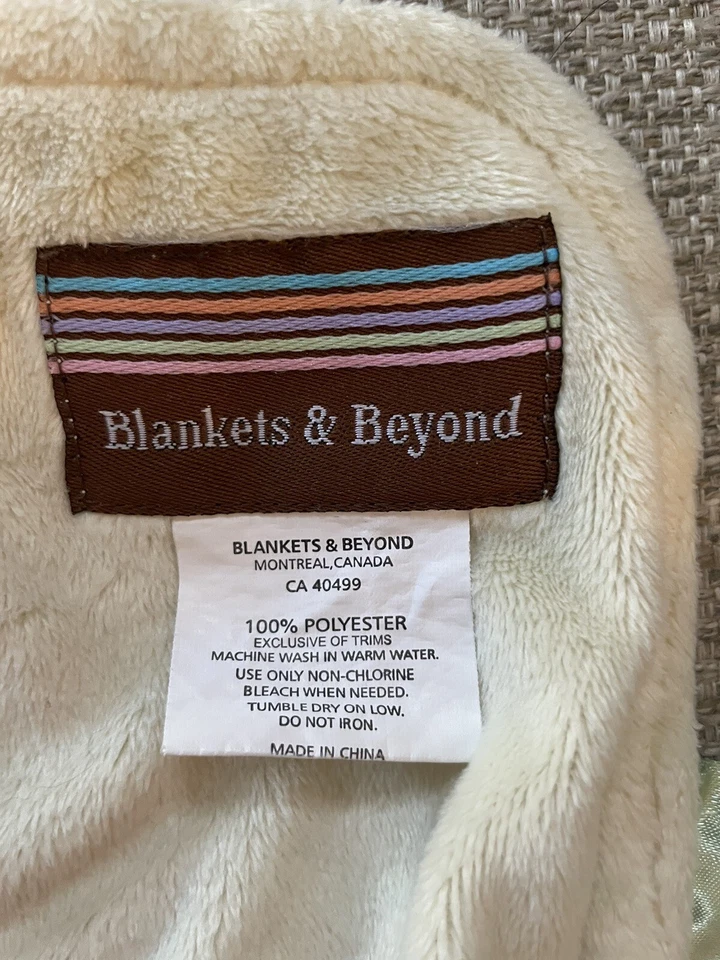 Blankets & Beyond
BLANKETS & BEYOND
MONTREAL,CANADA
CA 40499
100% POLYESTER
EXCLUSIVE OF TRIMS
MACHINE WASH IN WARM WATER.
USE ONLY NON-CHLORINE
BLEACH WHEN NEEDED.
TUMBLE DRY ON LOW.
DO NOT IRON.
MADE IN CHINA